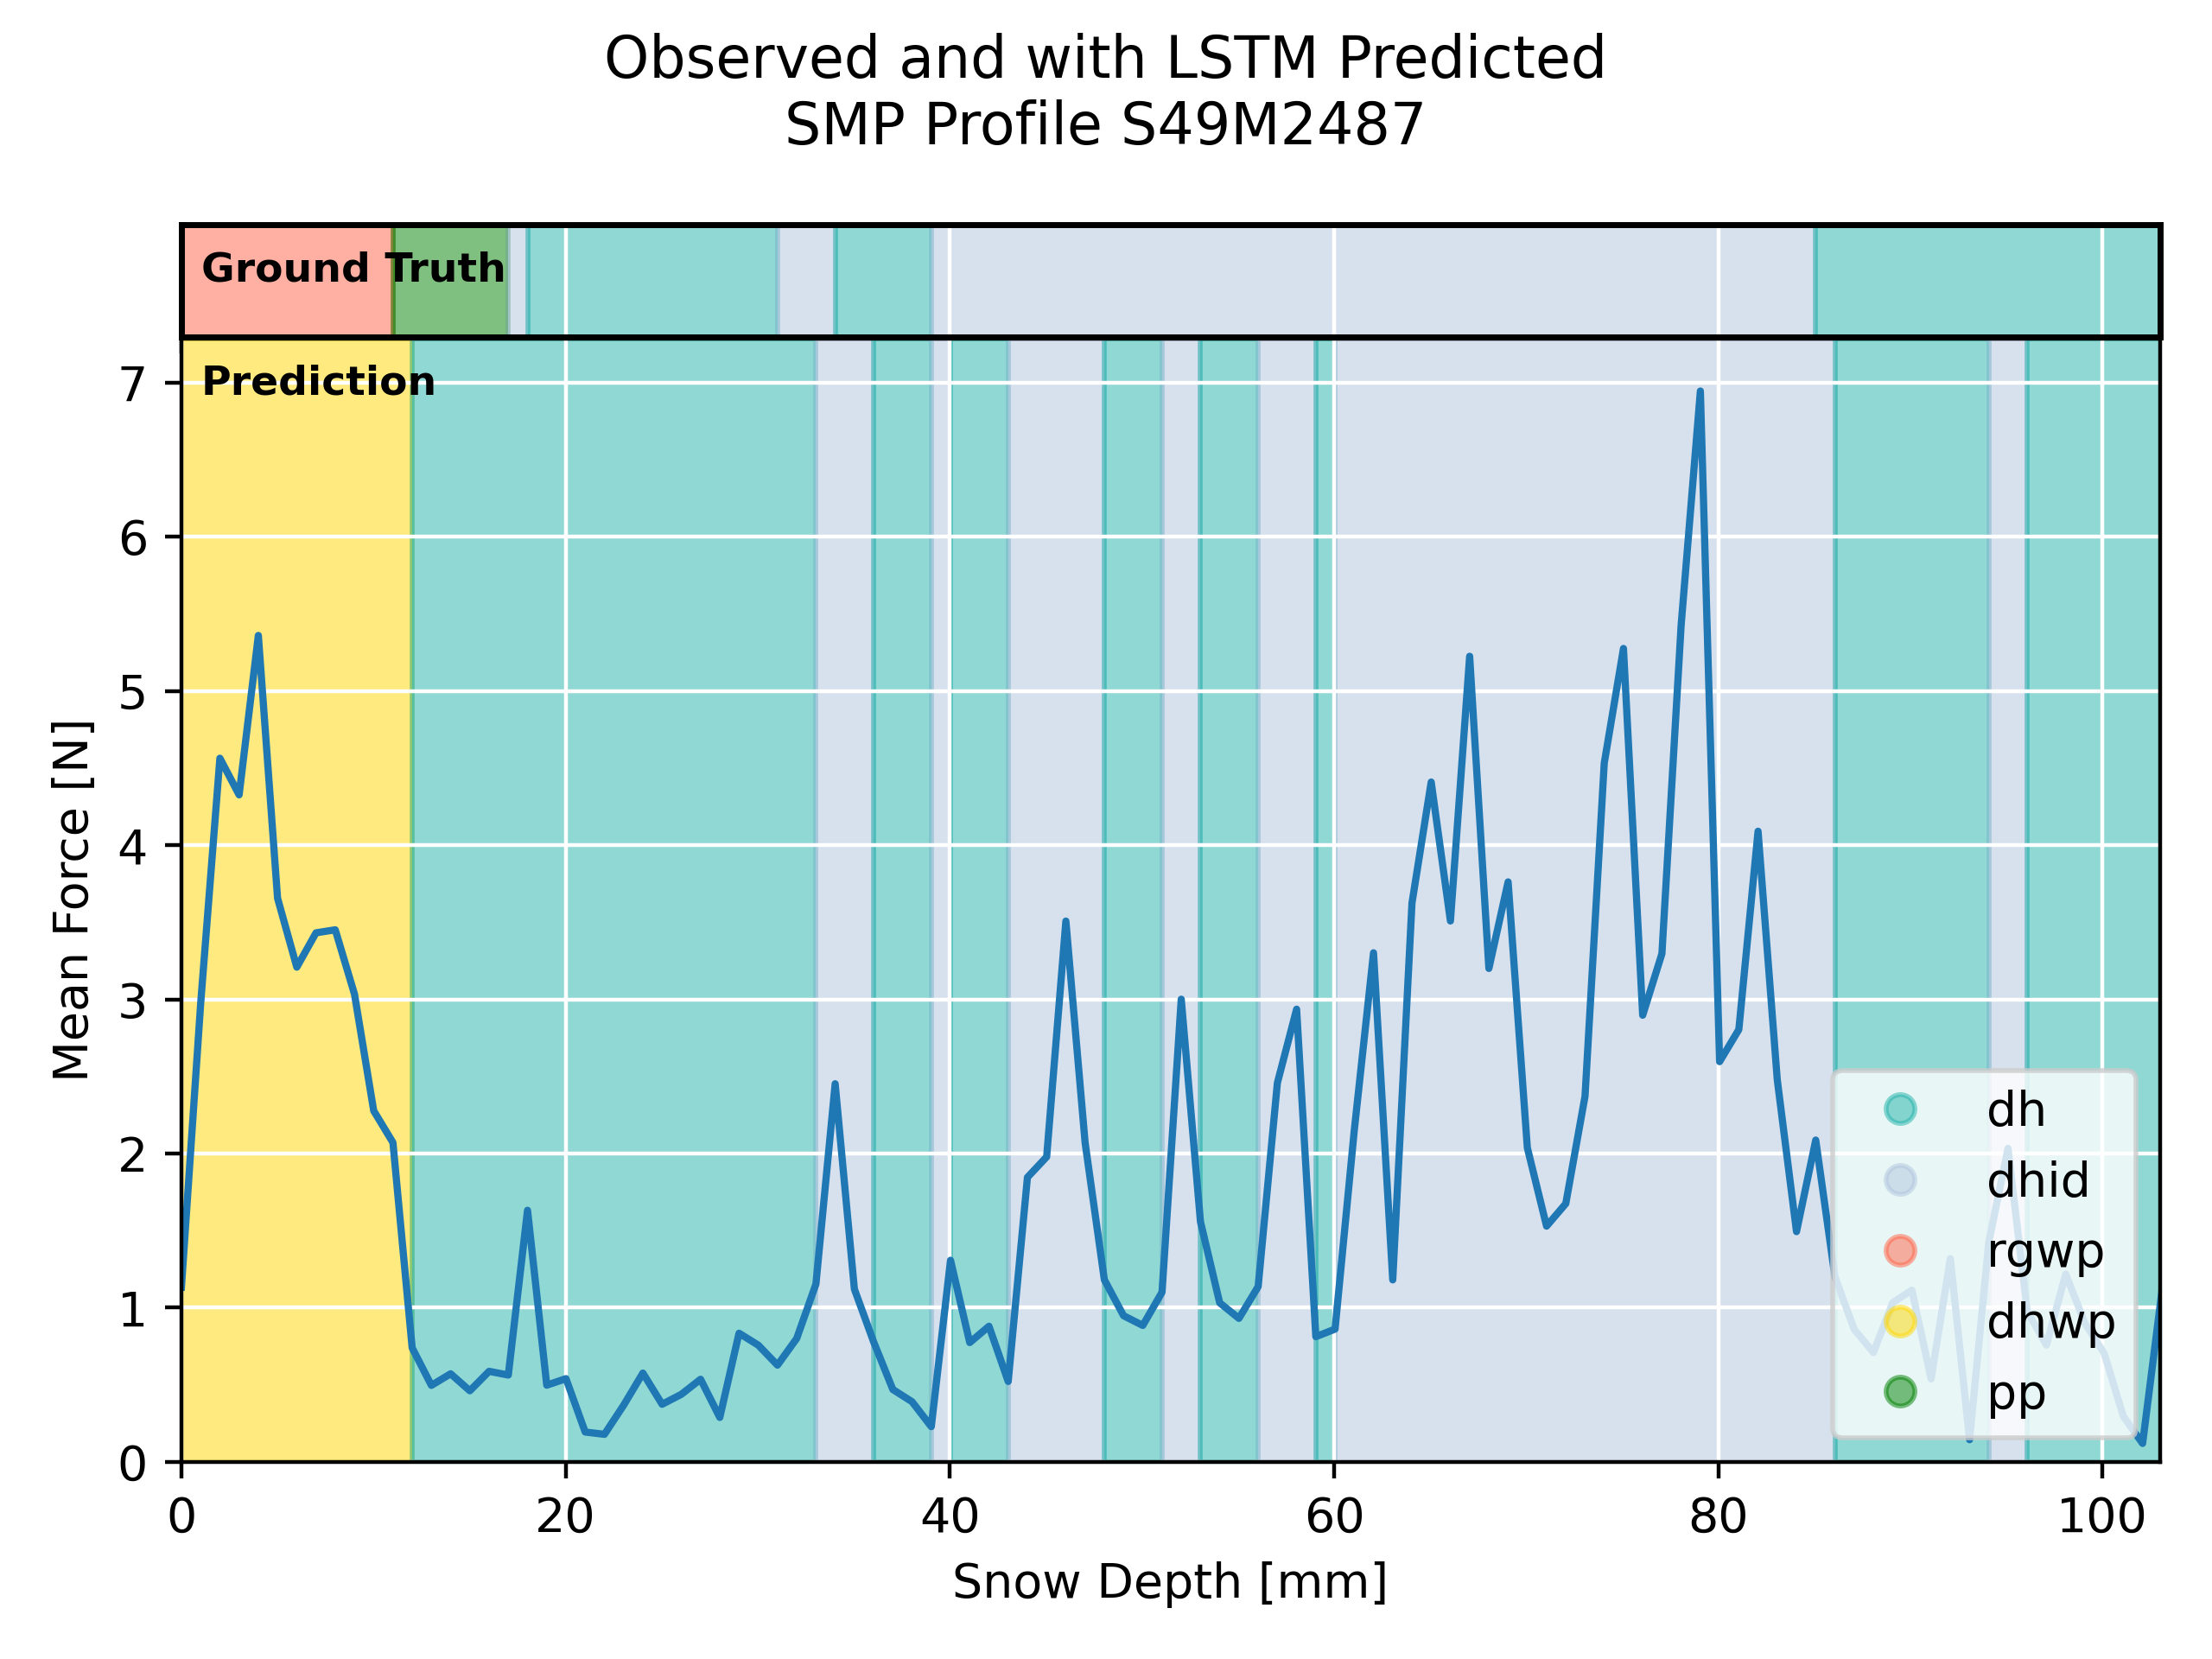 Observed and with LSTM Predicted
SMP Profile S49M2487
Ground Truth
Prediction
7
6
5
4
3
2
1
0
Mean Force [N]
dh
dhid
rgwp
dhwp
pp
0 20 40 60 80 100
Snow Depth [mm]